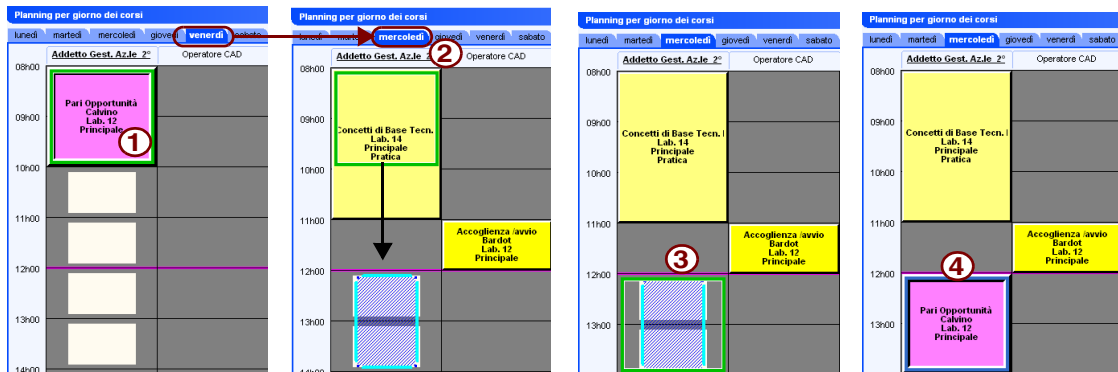 Planning per giorno dei corsi
lunedì martedì mercoledì giovedì venerdì sabato
Addetto Gest. Az.le 2° Operatore CAD
08h00
Pari Opportunità
Calvino
Lab. 12
Principale
1
09h00
10h00
11h00
12h00
13h00
14h00
Planning per giorno dei corsi
lunedì martedì mercoledì giovedì venerdì sabato
2
Addetto Gest. Az.le 2° Operatore CAD
08h00
09h00
Concetti di Base Tecn.
Lab. 14
Principale
Pratica
10h00
11h00
Accoglienza /avvio
Bardot
Lab. 12
Principale
12h00
13h00
14h00
Planning per giorno dei corsi
lunedì martedì mercoledì giovedì venerdì sabato
Addetto Gest. Az.le 2° Operatore CAD
08h00
09h00
Concetti di Base Tecn. I
Lab. 14
Principale
Pratica
10h00
11h00
Accoglienza /avvio
Bardot
Lab. 12
Principale
3
12h00
13h00
Planning per giorno dei corsi
lunedì martedì mercoledì giovedì venerdì sabato
Addetto Gest. Az.le 2° Operatore CAD
08h00
09h00
Concetti di Base Tecn. I
Lab. 14
Principale
Pratica
10h00
11h00
Accoglienza /avvio
Bardot
Lab. 12
Principale
4
12h00
Pari Opportunità
Calvino
Lab. 12
Principale
13h00